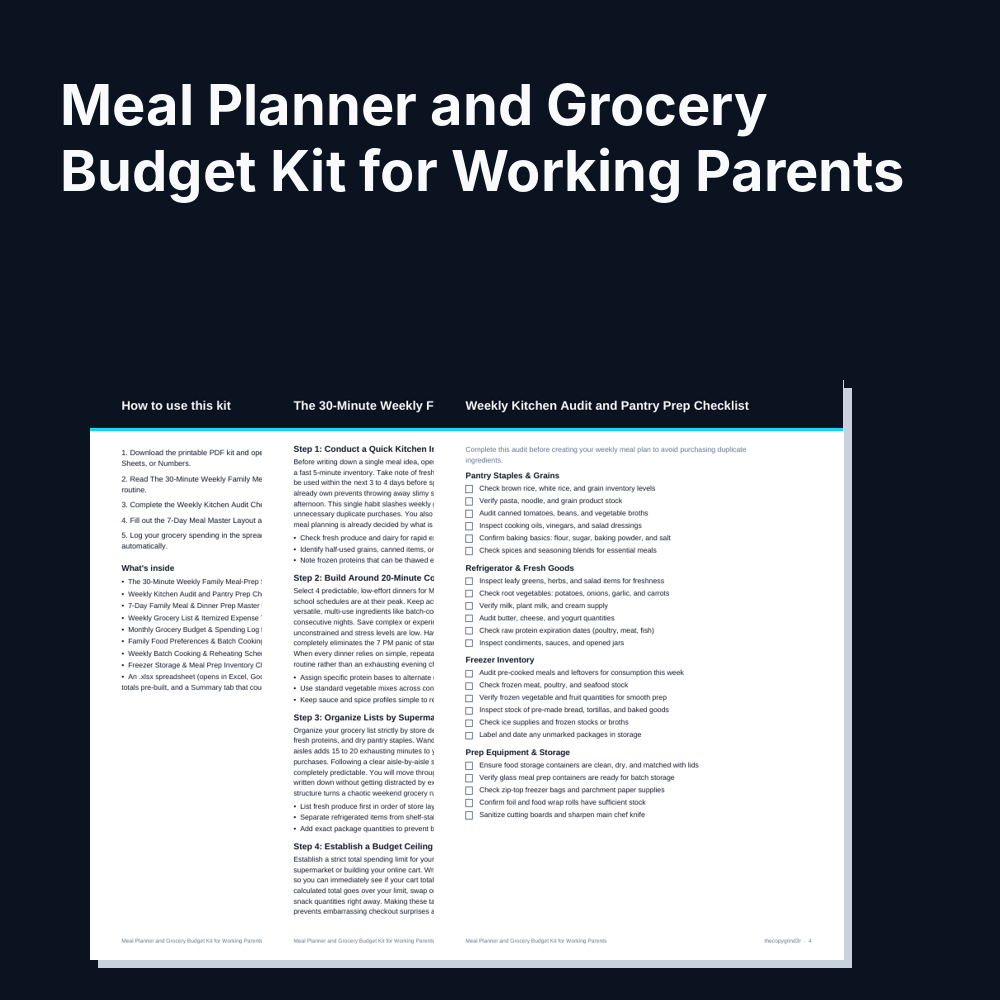 Meal Planner and Grocery
Budget Kit for Working Parents
How to use this kit
1. Download the printable PDF kit and ope
Sheets, or Numbers.
2. Read The 30-Minute Weekly Family Me
routine.
3. Complete the Weekly Kitchen Audit Che
4. Fill out the 7-Day Meal Master Layout a
5. Log your grocery spending in the sprea
automatically.
What's inside
• The 30-Minute Weekly Family Meal-Prep
• Weekly Kitchen Audit and Pantry Prep Ch
• 7-Day Family Meal & Dinner Prep Master
• Weekly Grocery List & Itemized Expense
• Monthly Grocery Budget & Spending Log
• Family Food Preferences & Batch Cooking
• Weekly Batch Cooking & Reheating Sche
• Freezer Storage & Meal Prep Inventory C
• An .xlsx spreadsheet (opens in Excel, Goo
totals pre-built, and a Summary tab that cou
Meal Planner and Grocery Budget Kit for Working Parents
The 30-Minute Weekly F
Step 1: Conduct a Quick Kitchen In
Before writing down a single meal idea, open
a fast 5-minute inventory. Take note of fresh
be used within the next 3 to 4 days before sp
already own prevents throwing away slimy s
afternoon. This single habit slashes weekly g
unnecessary duplicate purchases. You also
meal planning is already decided by what is
• Check fresh produce and dairy for rapid e
• Identify half-used grains, canned items, or
• Note frozen proteins that can be thawed e
Step 2: Build Around 20-Minute Co
Select 4 predictable, low-effort dinners for M
school schedules are at their peak. Keep ac
versatile, multi-use ingredients like batch-co
consecutive nights. Save complex or experi
unconstrained and stress levels are low. Hav
completely eliminates the 7 PM panic of star
When every dinner relies on simple, repeata
routine rather than an exhausting evening ch
• Assign specific protein bases to alternate
• Use standard vegetable mixes across con
• Keep sauce and spice profiles simple to re
Step 3: Organize Lists by Superma
Organize your grocery list strictly by store de
fresh proteins, and dry pantry staples. Wand
aisles adds 15 to 20 exhausting minutes to y
purchases. Following a clear aisle-by-aisle s
completely predictable. You will move throug
written down without getting distracted by ex
structure turns a chaotic weekend grocery ru
• List fresh produce first in order of store lay
• Separate refrigerated items from shelf-stal
• Add exact package quantities to prevent b
Step 4: Establish a Budget Ceiling
Establish a strict total spending limit for your
supermarket or building your online cart. Wr
so you can immediately see if your cart total
calculated total goes over your limit, swap o
snack quantities right away. Making these ta
prevents embarrassing checkout surprises a
Meal Planner and Grocery Budget Kit for Working Parents
Weekly Kitchen Audit and Pantry Prep Checklist
Complete this audit before creating your weekly meal plan to avoid purchasing duplicate
ingredients.
Pantry Staples & Grains
Check brown rice, white rice, and grain inventory levels
Verify pasta, noodle, and grain product stock
Audit canned tomatoes, beans, and vegetable broths
Inspect cooking oils, vinegars, and salad dressings
Confirm baking basics: flour, sugar, baking powder, and salt
Check spices and seasoning blends for essential meals
Refrigerator & Fresh Goods
Inspect leafy greens, herbs, and salad items for freshness
Check root vegetables: potatoes, onions, garlic, and carrots
Verify milk, plant milk, and cream supply
Audit butter, cheese, and yogurt quantities
Check raw protein expiration dates (poultry, meat, fish)
Inspect condiments, sauces, and opened jars
Freezer Inventory
Audit pre-cooked meals and leftovers for consumption this week
Check frozen meat, poultry, and seafood stock
Verify frozen vegetable and fruit quantities for smooth prep
Inspect stock of pre-made bread, tortillas, and baked goods
Check ice supplies and frozen stocks or broths
Label and date any unmarked packages in storage
Prep Equipment & Storage
Ensure food storage containers are clean, dry, and matched with lids
Verify glass meal prep containers are ready for batch storage
Check zip-top freezer bags and parchment paper supplies
Confirm foil and food wrap rolls have sufficient stock
Sanitize cutting boards and sharpen main chef knife
Meal Planner and Grocery Budget Kit for Working Parents
thecopygrind3r · 4